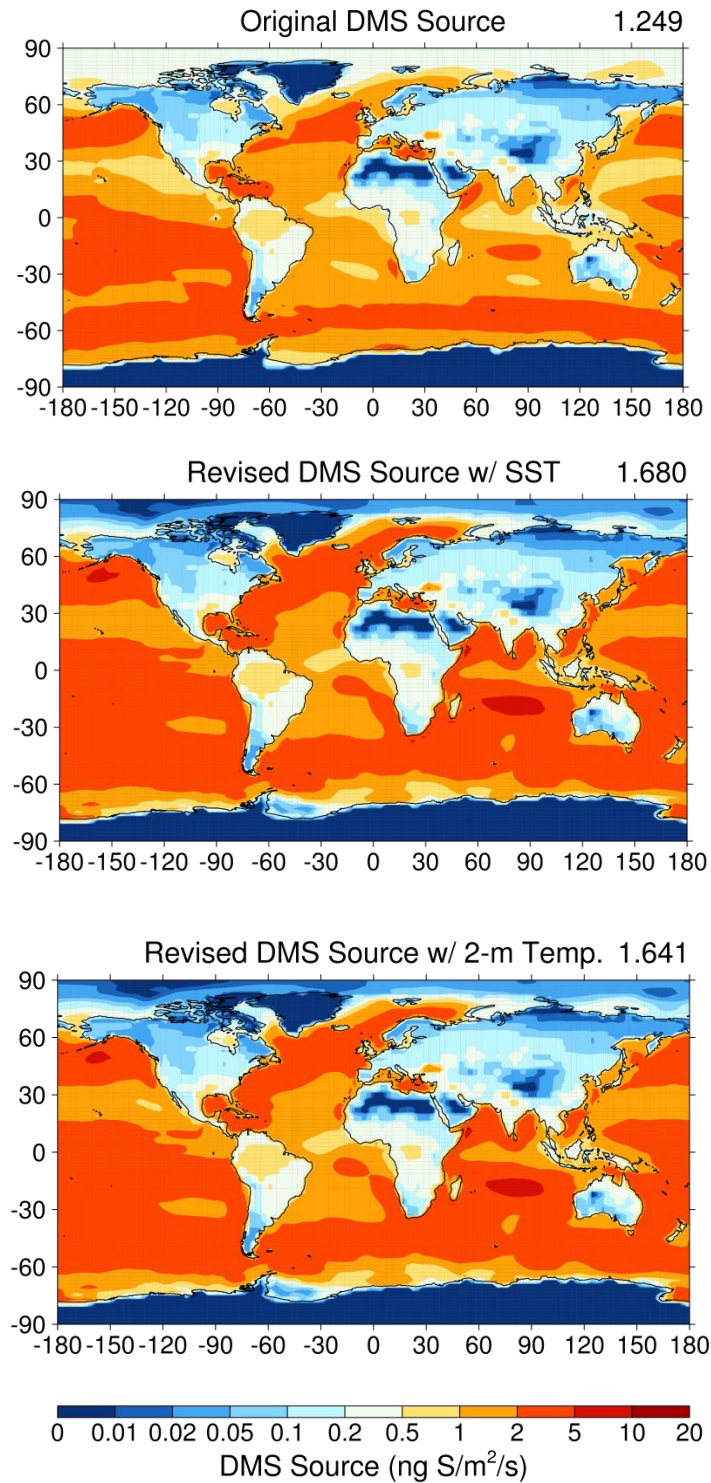 Original DMS Source 1.249
90
60
30
0
-30
-60
-90
-180 -150 -120 -90 -60 -30 0 30 60 90 120 150 180
Revised DMS Source w/ SST 1.680
90
60
30
0
-30
-60
-90
-180 -150 -120 -90 -60 -30 0 30 60 90 120 150 180
Revised DMS Source w/ 2-m Temp. 1.641
90
60
30
0
-30
-60
-90
-180 -150 -120 -90 -60 -30 0 30 60 90 120 150 180
0 0.01 0.02 0.05 0.1 0.2 0.5 1 2 5 10 20
DMS Source (ng S/m²/s)